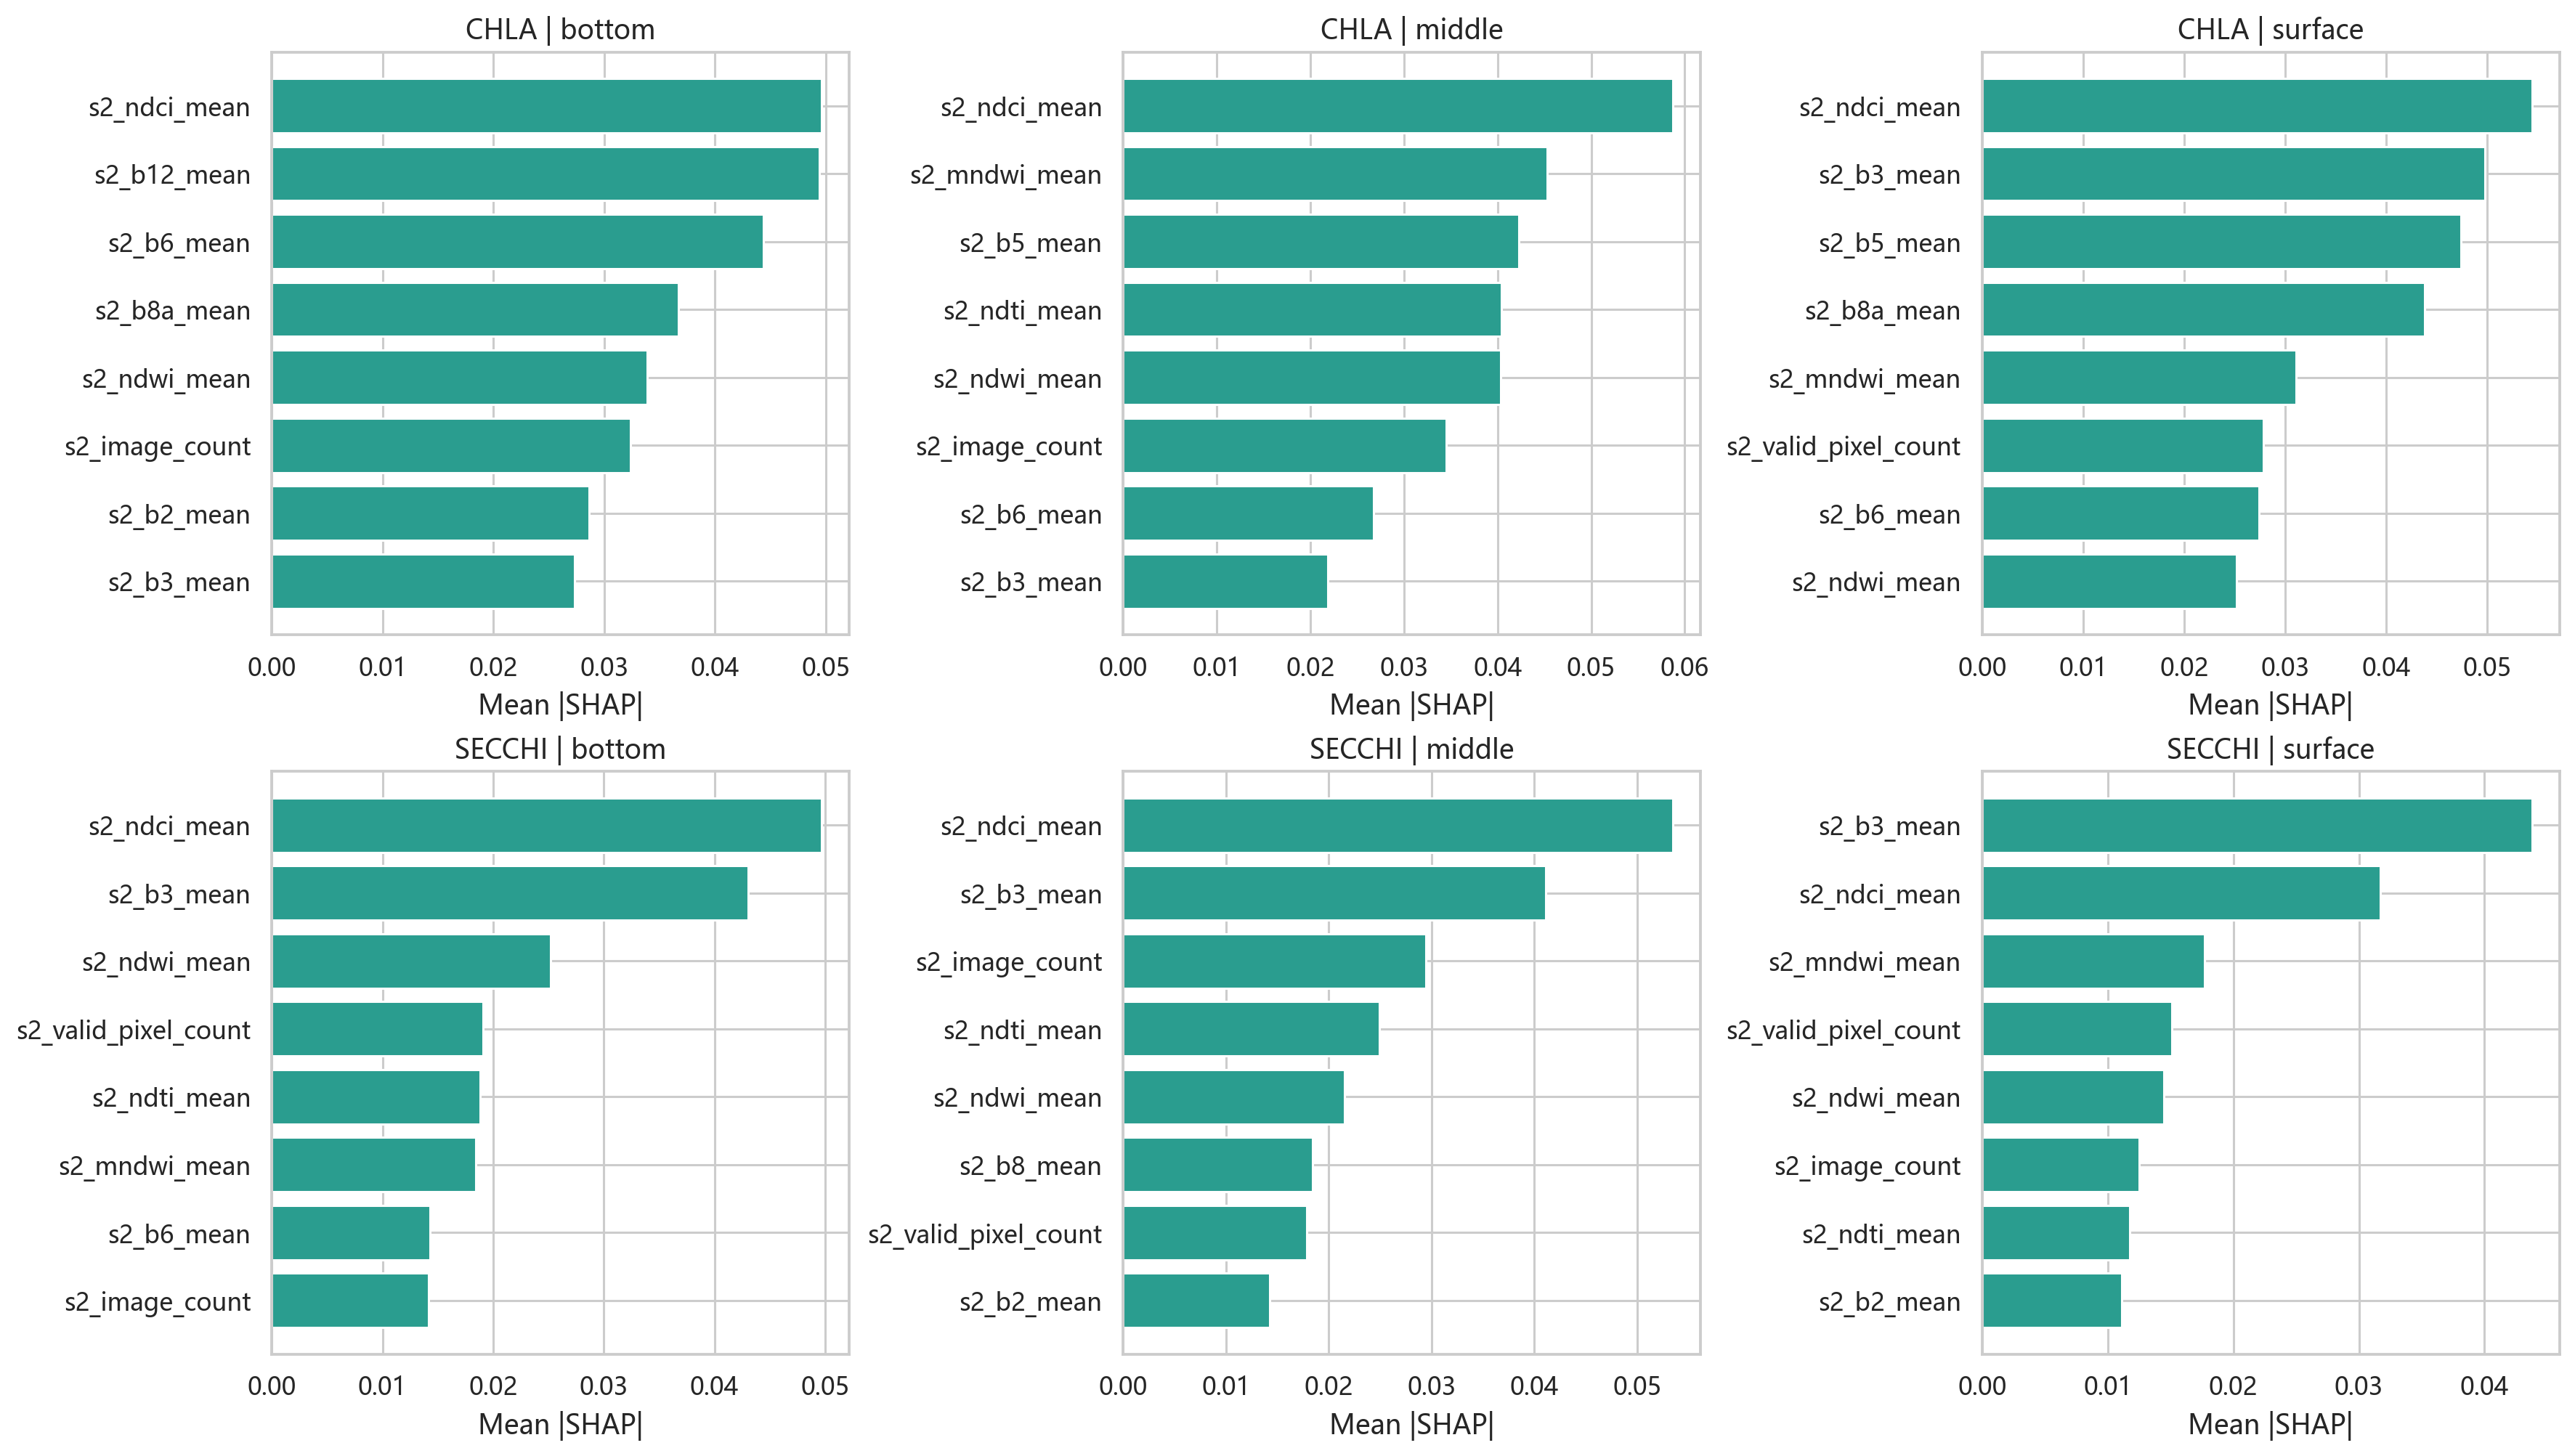 CHLA | bottom
s2_ndci_mean
s2_b12_mean
s2_b6_mean
s2_b8a_mean
s2_ndwi_mean
s2_image_count
s2_b2_mean
s2_b3_mean
0.00 0.01 0.02 0.03 0.04 0.05
Mean |SHAP|
CHLA | middle
s2_ndci_mean
s2_mndwi_mean
s2_b5_mean
s2_ndti_mean
s2_ndwi_mean
s2_image_count
s2_b6_mean
s2_b3_mean
0.00 0.01 0.02 0.03 0.04 0.05 0.06
Mean |SHAP|
CHLA | surface
s2_ndci_mean
s2_b3_mean
s2_b5_mean
s2_b8a_mean
s2_mndwi_mean
s2_valid_pixel_count
s2_b6_mean
s2_ndwi_mean
0.00 0.01 0.02 0.03 0.04 0.05
Mean |SHAP|
SECCHI | bottom
s2_ndci_mean
s2_b3_mean
s2_ndwi_mean
s2_valid_pixel_count
s2_ndti_mean
s2_mndwi_mean
s2_b6_mean
s2_image_count
0.00 0.01 0.02 0.03 0.04 0.05
Mean |SHAP|
SECCHI | middle
s2_ndci_mean
s2_b3_mean
s2_image_count
s2_ndti_mean
s2_ndwi_mean
s2_b8_mean
s2_valid_pixel_count
s2_b2_mean
0.00 0.01 0.02 0.03 0.04 0.05
Mean |SHAP|
SECCHI | surface
s2_b3_mean
s2_ndci_mean
s2_mndwi_mean
s2_valid_pixel_count
s2_ndwi_mean
s2_image_count
s2_ndti_mean
s2_b2_mean
0.00 0.01 0.02 0.03 0.04
Mean |SHAP|